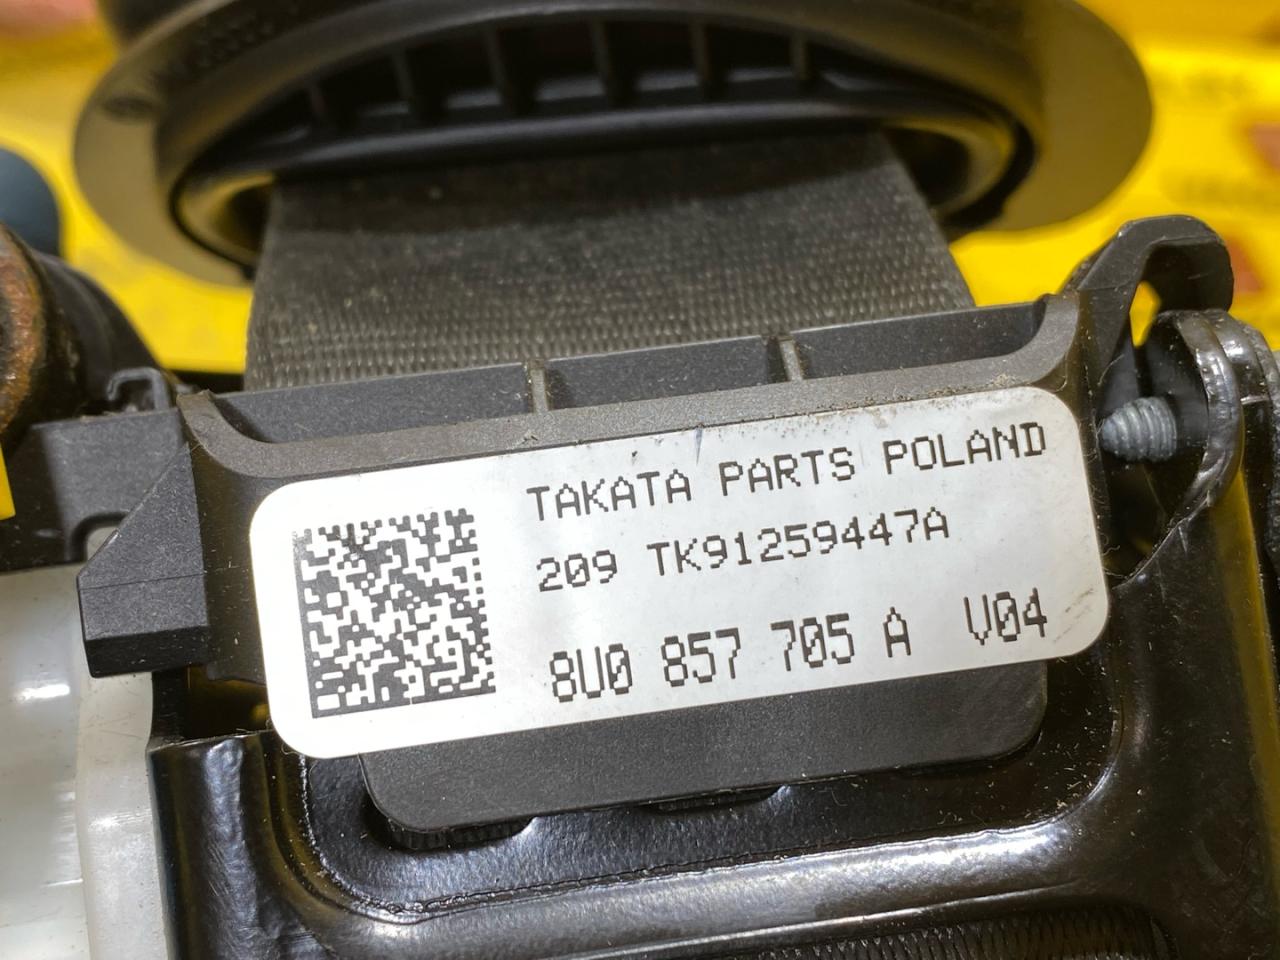 TAKATA PARTS POLAND
209 TK91259447A
8U0 857 705 A V04